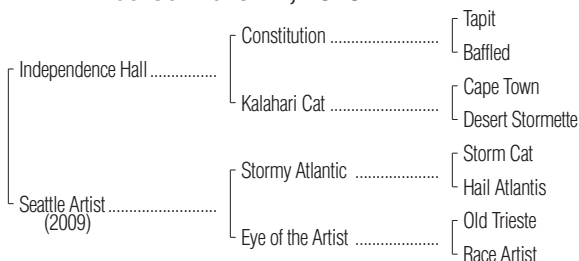 Tapit
Constitution
Baffled
Independence Hall
Cape Town
Kalahari Cat
Desert Stormette
Storm Cat
Stormy Atlantic
Hail Atlantis
Seattle Artist
(2009)
Old Trieste
Eye of the Artist
Race Artist